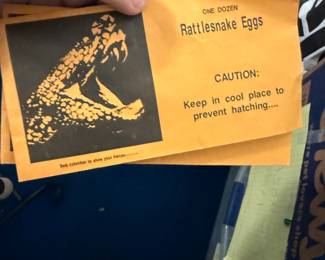 ONE DOZEN
Rattlesnake Eggs
CAUTION:
Keep in cool place to
prevent hatching....